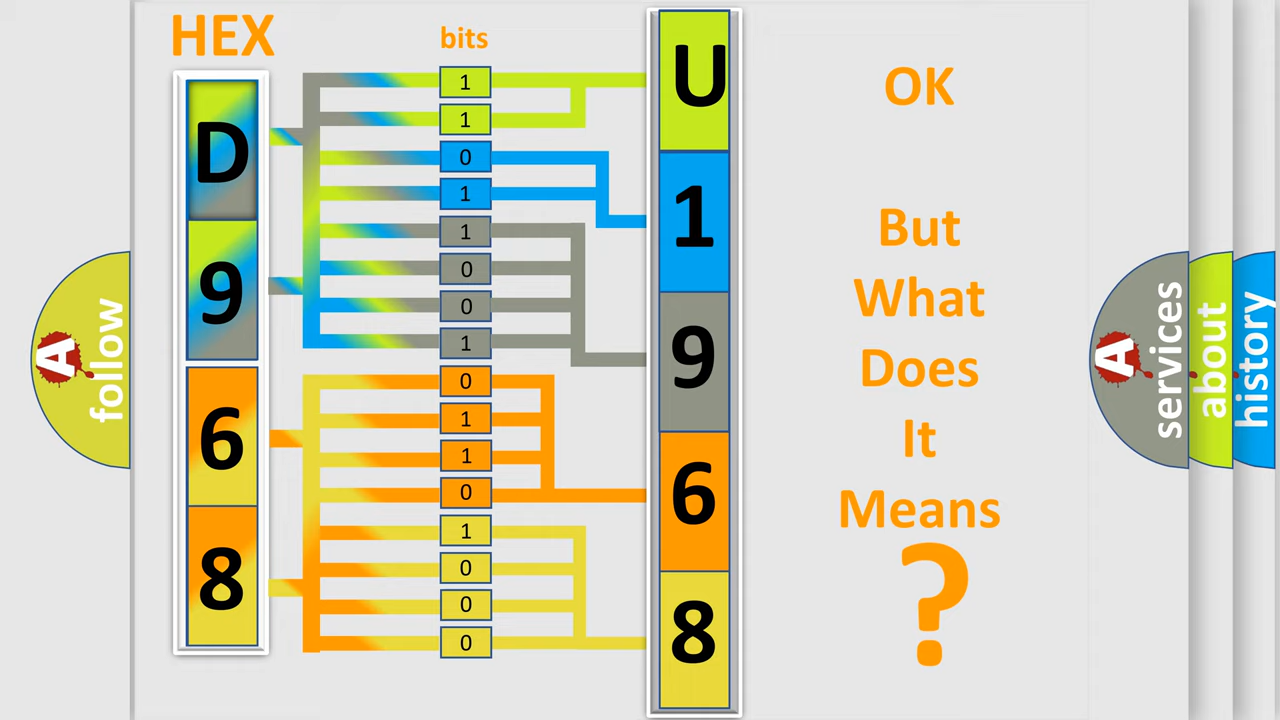 HEX
bits
D
9
6
8
1
1
0
1
1
0
0
1
0
1
1
0
1
0
0
0
U
1
9
6
8
OK
But
What
Does
It
Means
?
A
follow
A
services
about
history